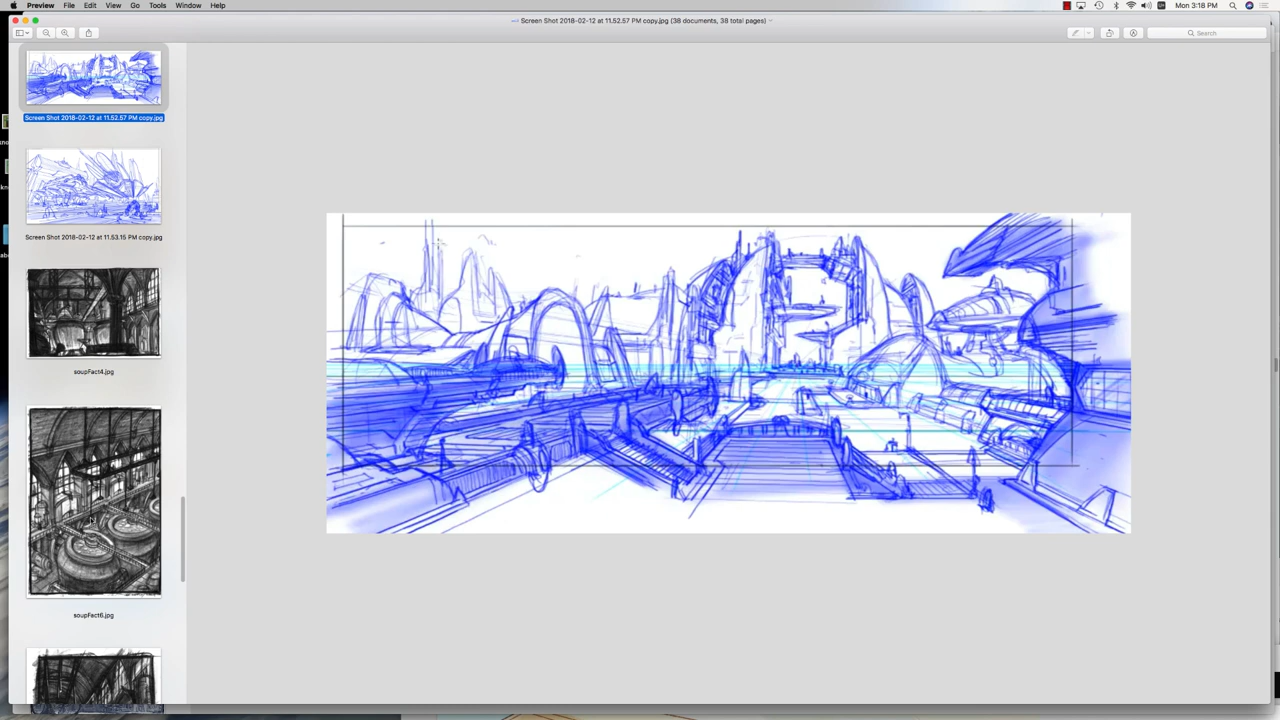 Preview File Edit View Go Tools Window Help
Mon 3:18 PM
Screen Shot 2018-02-12 at 11.52.57 PM copy.jpg (38 documents, 38 total pages)
Search
Screen Shot 2018-02-12 at 11.52.57 PM copy.jpg
Screen Shot 2018-02-12 at 11.53.15 PM copy.jpg
soupFact4.jpg
soupFact6.jpg